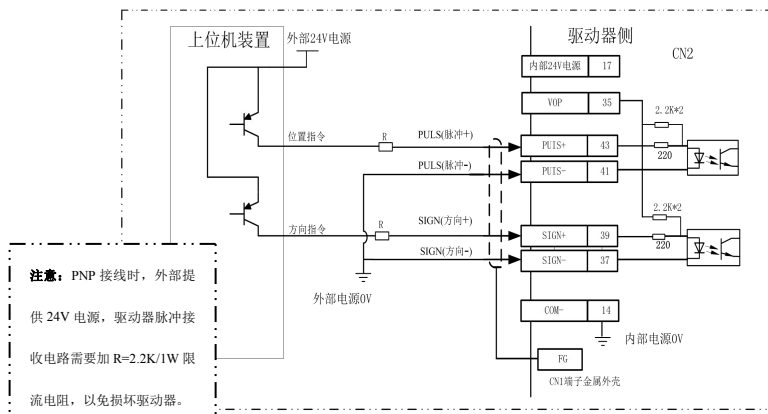 上位机装置
外部24V电源
驱动器侧
CN2
内部24V电源 17
VOP 35
2.2K*2
R
PULS(脉冲+)
位置指令
PUIS+ 43
220
PULS(脉冲-)
PUIS- 41
2.2K*2
R
SIGN(方向+)
方向指令
SIGN+ 39
220
SIGN(方向-)
SIGN- 37
外部电源0V
COM- 14
内部电源0V
FG
CN1端子金属外壳
注意：PNP 接线时，外部提
供 24V 电源，驱动器脉冲接
收电路需要加 R=2.2K/1W 限
流电阻，以免损坏驱动器。